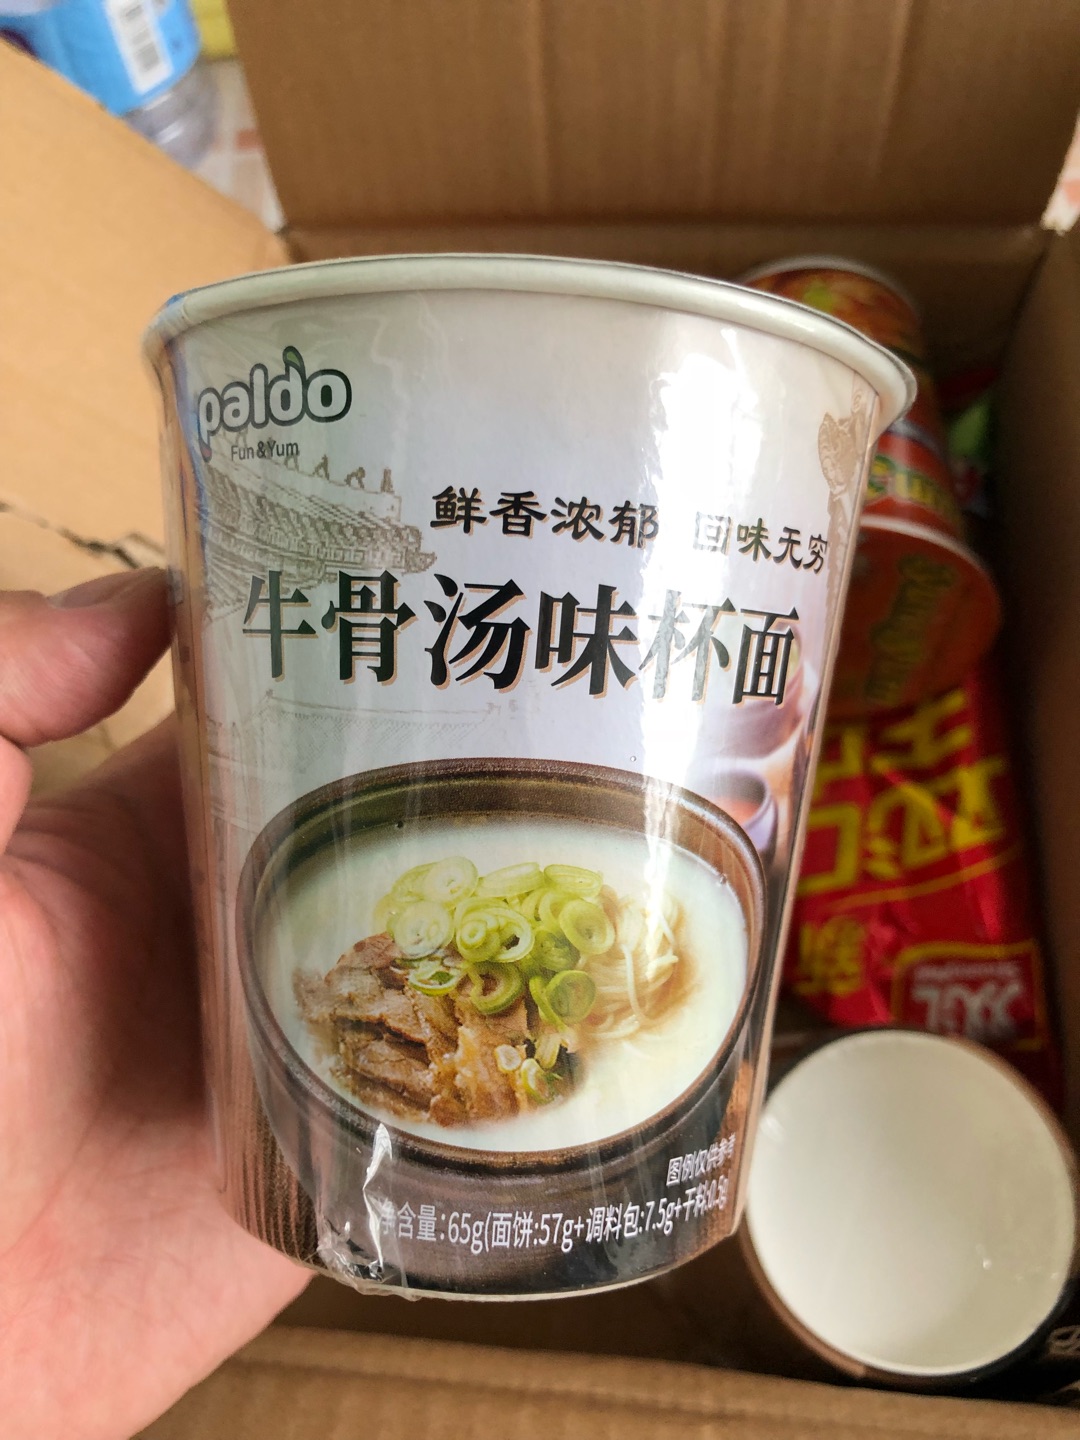 paldo
Fun&Yum
鲜香浓郁 回味无穷
牛骨汤味杯面
图例仅供参考
净含量:65g(面饼:57g+调料包:7.5g+干料:0.5g
双汇